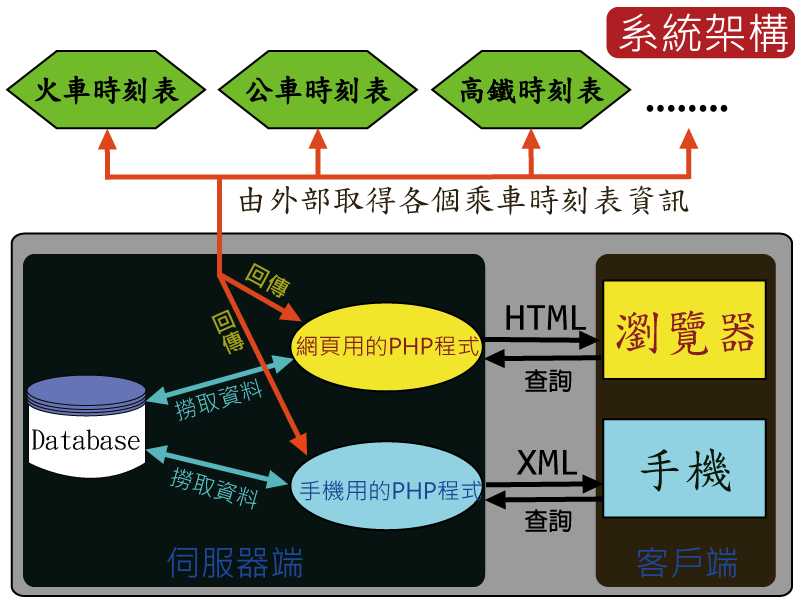 系統架構
火車時刻表
公車時刻表
高鐵時刻表
........
由外部取得各個乘車時刻表資訊
回傳
回傳
網頁用的PHP程式
HTML
查詢
瀏覽器
撈取資料
Database
撈取資料
手機用的PHP程式
XML
查詢
手機
伺服器端
客戶端